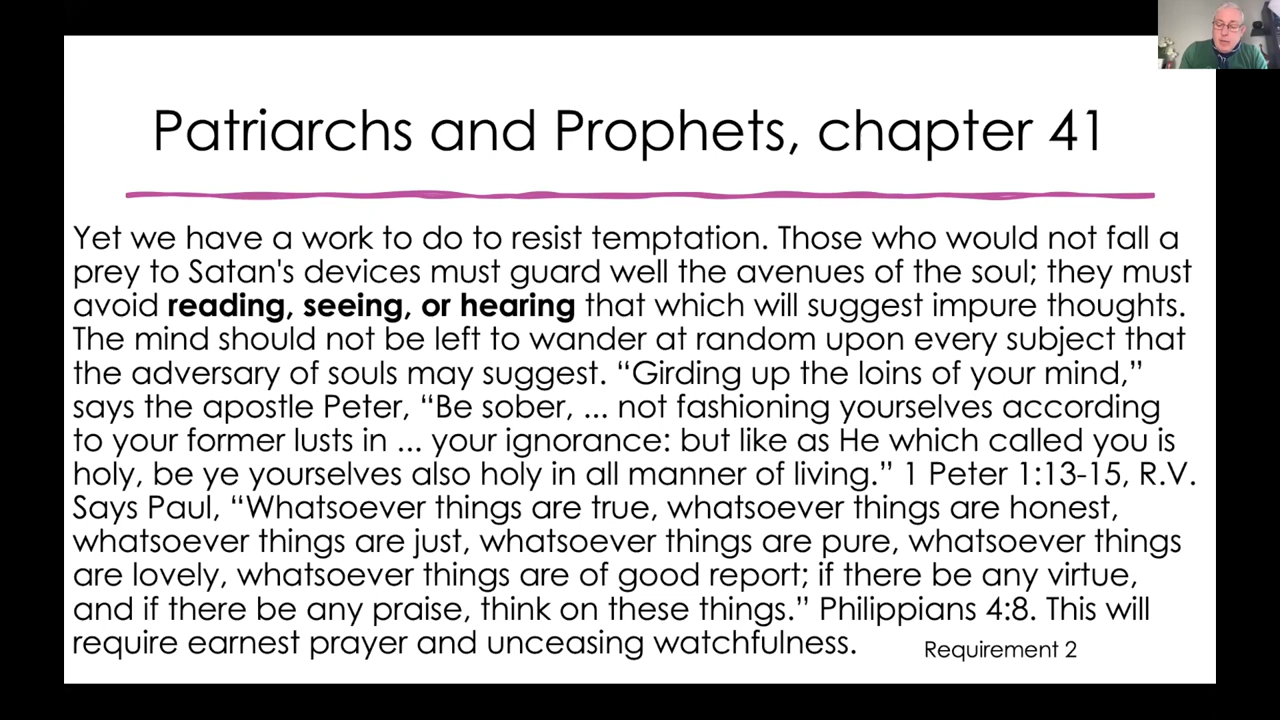 Patriarchs and Prophets, chapter 41
Yet we have a work to do to resist temptation. Those who would not fall a
prey to Satan's devices must guard well the avenues of the soul; they must
avoid reading, seeing, or hearing that which will suggest impure thoughts.
The mind should not be left to wander at random upon every subject that
the adversary of souls may suggest. “Girding up the loins of your mind,”
says the apostle Peter, “Be sober, ... not fashioning yourselves according
to your former lusts in ... your ignorance: but like as He which called you is
holy, be ye yourselves also holy in all manner of living.” 1 Peter 1:13-15, R.V.
Says Paul, “Whatsoever things are true, whatsoever things are honest,
whatsoever things are just, whatsoever things are pure, whatsoever things
are lovely, whatsoever things are of good report; if there be any virtue,
and if there be any praise, think on these things.” Philippians 4:8. This will
require earnest prayer and unceasing watchfulness.
Requirement 2